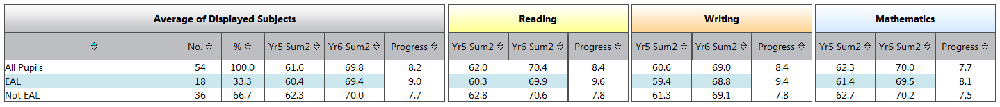 Average of Displayed Subjects Reading Writing Mathematics
No. % Yr5 Sum2 Yr6 Sum2 Progress Yr5 Sum2 Yr6 Sum2 Progress Yr5 Sum2 Yr6 Sum2 Progress Yr5 Sum2 Yr6 Sum2 Progress
All Pupils 54 100.0 61.6 69.8 8.2 62.0 70.4 8.4 60.6 69.0 8.4 62.3 70.0 7.7
EAL 18 33.3 60.4 69.4 9.0 60.3 69.9 9.6 59.4 68.8 9.4 61.4 69.5 8.1
Not EAL 36 66.7 62.3 70.0 7.7 62.8 70.6 7.8 61.3 69.1 7.8 62.7 70.2 7.5